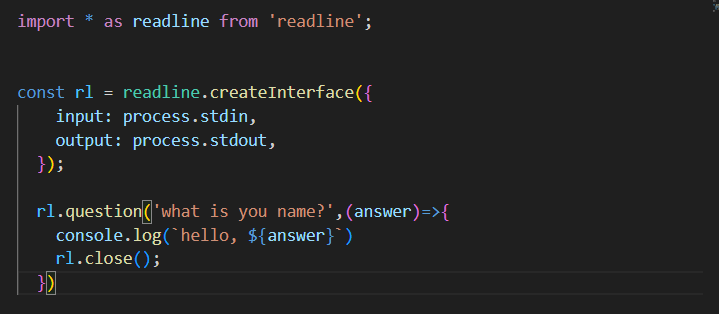 import * as readline from 'readline';
const rl = readline.createInterface({
    input: process.stdin,
    output: process.stdout,
  });
  rl.question('what is you name?',(answer)=>{
    console.log(`hello, ${answer}`)
    rl.close();
  })